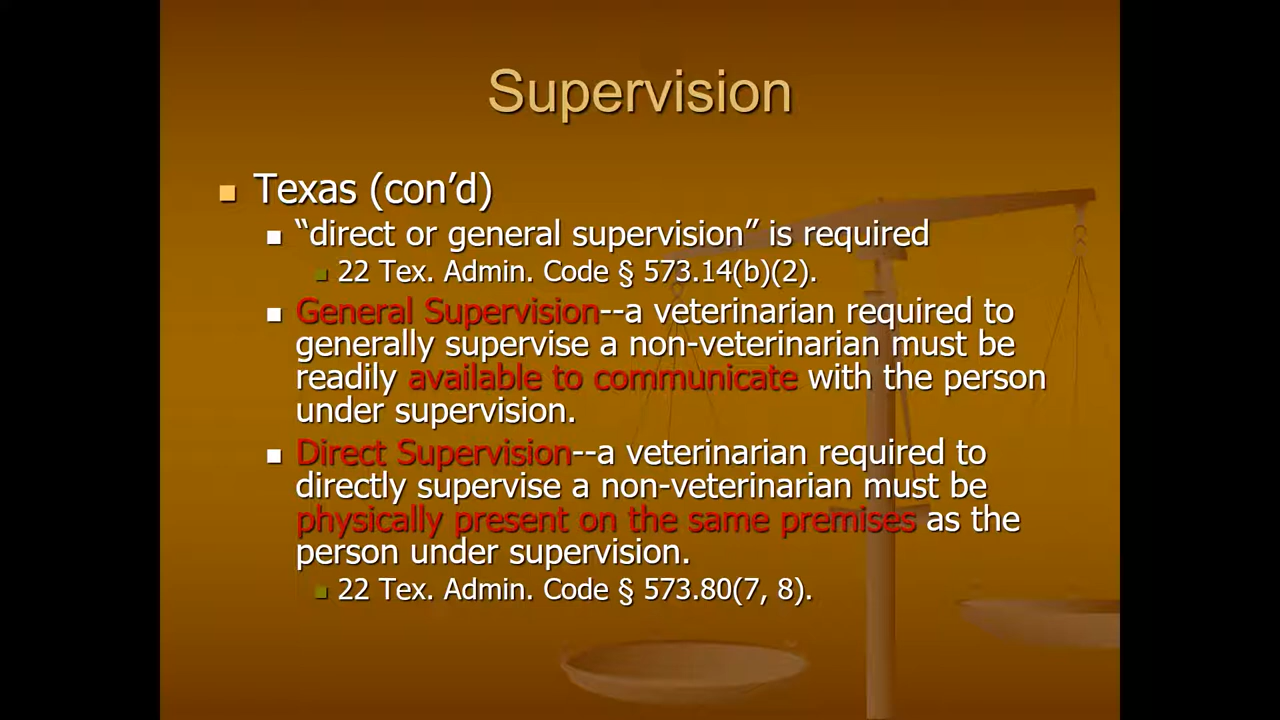 Supervision
Texas (con’d)
“direct or general supervision” is required
22 Tex. Admin. Code § 573.14(b)(2).
General Supervision--a veterinarian required to
generally supervise a non-veterinarian must be
readily available to communicate with the person
under supervision.
Direct Supervision--a veterinarian required to
directly supervise a non-veterinarian must be
physically present on the same premises as the
person under supervision.
22 Tex. Admin. Code § 573.80(7, 8).